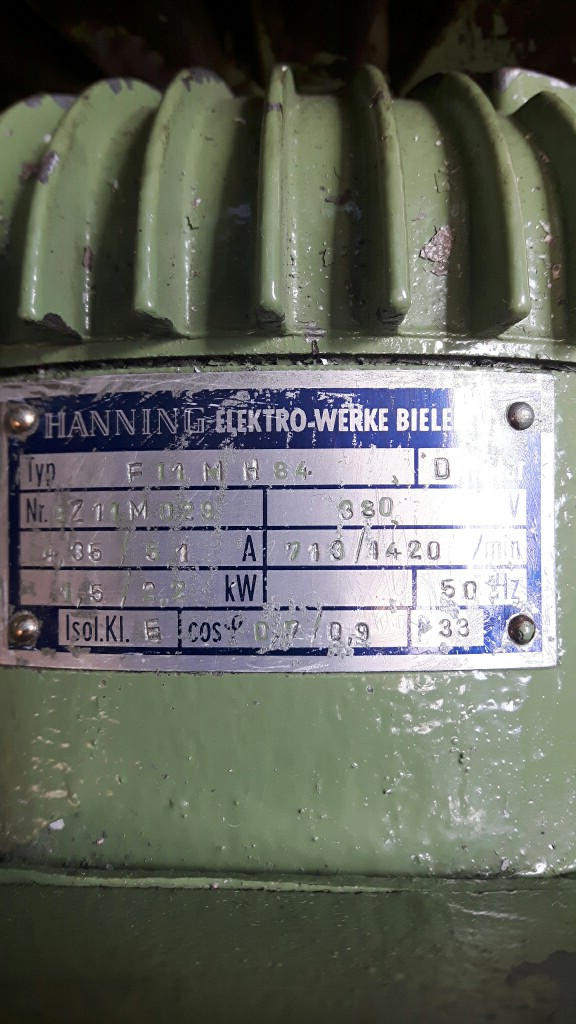 HANNING ELEKTRO-WERKE BIELE
Typ F 11 M H 84 D
Nr. Z11M 029 380 V
A 713/1420 /min
kW 50 Hz
Isol.Kl. E cos φ 0,7/0,9 P 33